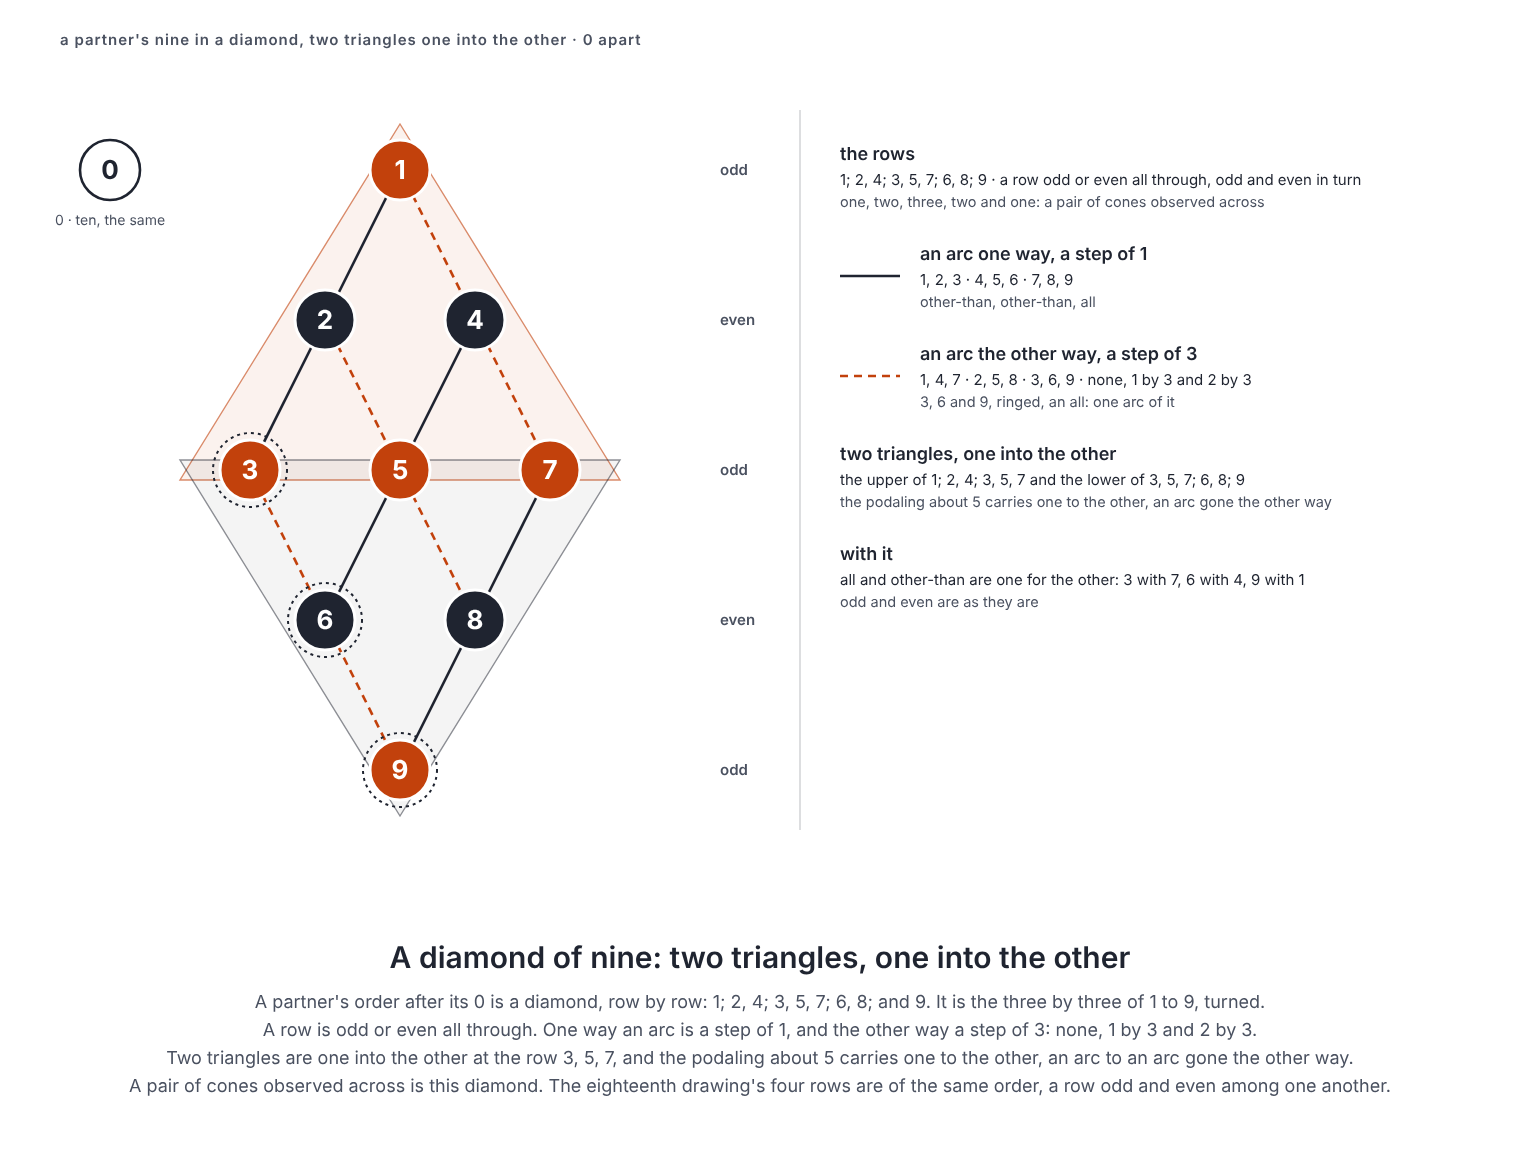 a partner's nine in a diamond, two triangles one into the other · 0 apart
0
0 · ten, the same
1
odd
2
4
even
3
5
7
odd
6
8
even
9
odd
the rows
1; 2, 4; 3, 5, 7; 6, 8; 9 · a row odd or even all through, odd and even in turn
one, two, three, two and one: a pair of cones observed across
an arc one way, a step of 1
1, 2, 3 · 4, 5, 6 · 7, 8, 9
other-than, other-than, all
an arc the other way, a step of 3
1, 4, 7 · 2, 5, 8 · 3, 6, 9 · none, 1 by 3 and 2 by 3
3, 6 and 9, ringed, an all: one arc of it
two triangles, one into the other
the upper of 1; 2, 4; 3, 5, 7 and the lower of 3, 5, 7; 6, 8; 9
the podaling about 5 carries one to the other, an arc gone the other way
with it
all and other-than are one for the other: 3 with 7, 6 with 4, 9 with 1
odd and even are as they are
A diamond of nine: two triangles, one into the other
A partner's order after its 0 is a diamond, row by row: 1; 2, 4; 3, 5, 7; 6, 8; and 9. It is the three by three of 1 to 9, turned.
A row is odd or even all through. One way an arc is a step of 1, and the other way a step of 3: none, 1 by 3 and 2 by 3.
Two triangles are one into the other at the row 3, 5, 7, and the podaling about 5 carries one to the other, an arc to an arc gone the other way.
A pair of cones observed across is this diamond. The eighteenth drawing's four rows are of the same order, a row odd and even among one another.